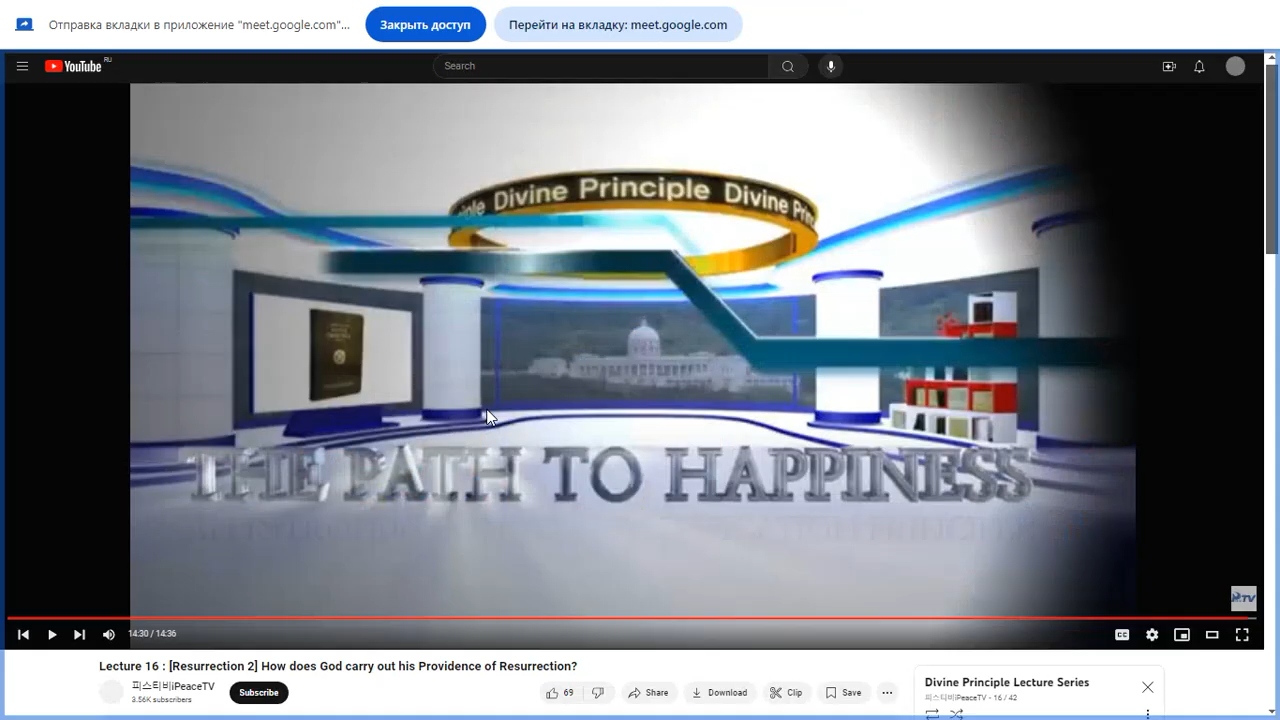 Отправка вкладки в приложение "meet.google.com"...
Закрыть доступ
Перейти на вкладку: meet.google.com
YouTube RU
Search
Divine Principle Divine
THE PATH TO HAPPINESS
TV
14:30 / 14:36
CC
Lecture 16 : [Resurrection 2] How does God carry out his Providence of Resurrection?
피스티비iPeaceTV
3.56K subscribers
Subscribe
69
Share
Download
Clip
Save
Divine Principle Lecture Series
피스티비iPeaceTV - 16 / 42